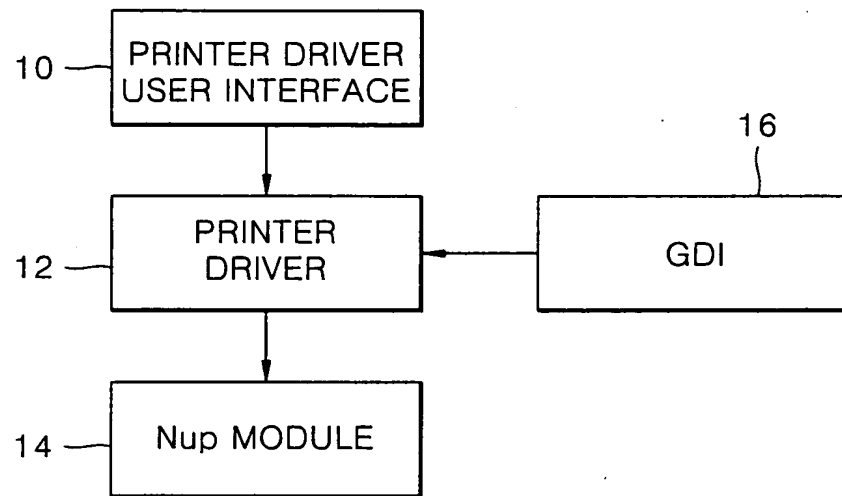 10
PRINTER DRIVER
USER INTERFACE
16
12
PRINTER
DRIVER
GDI
14
Nup MODULE